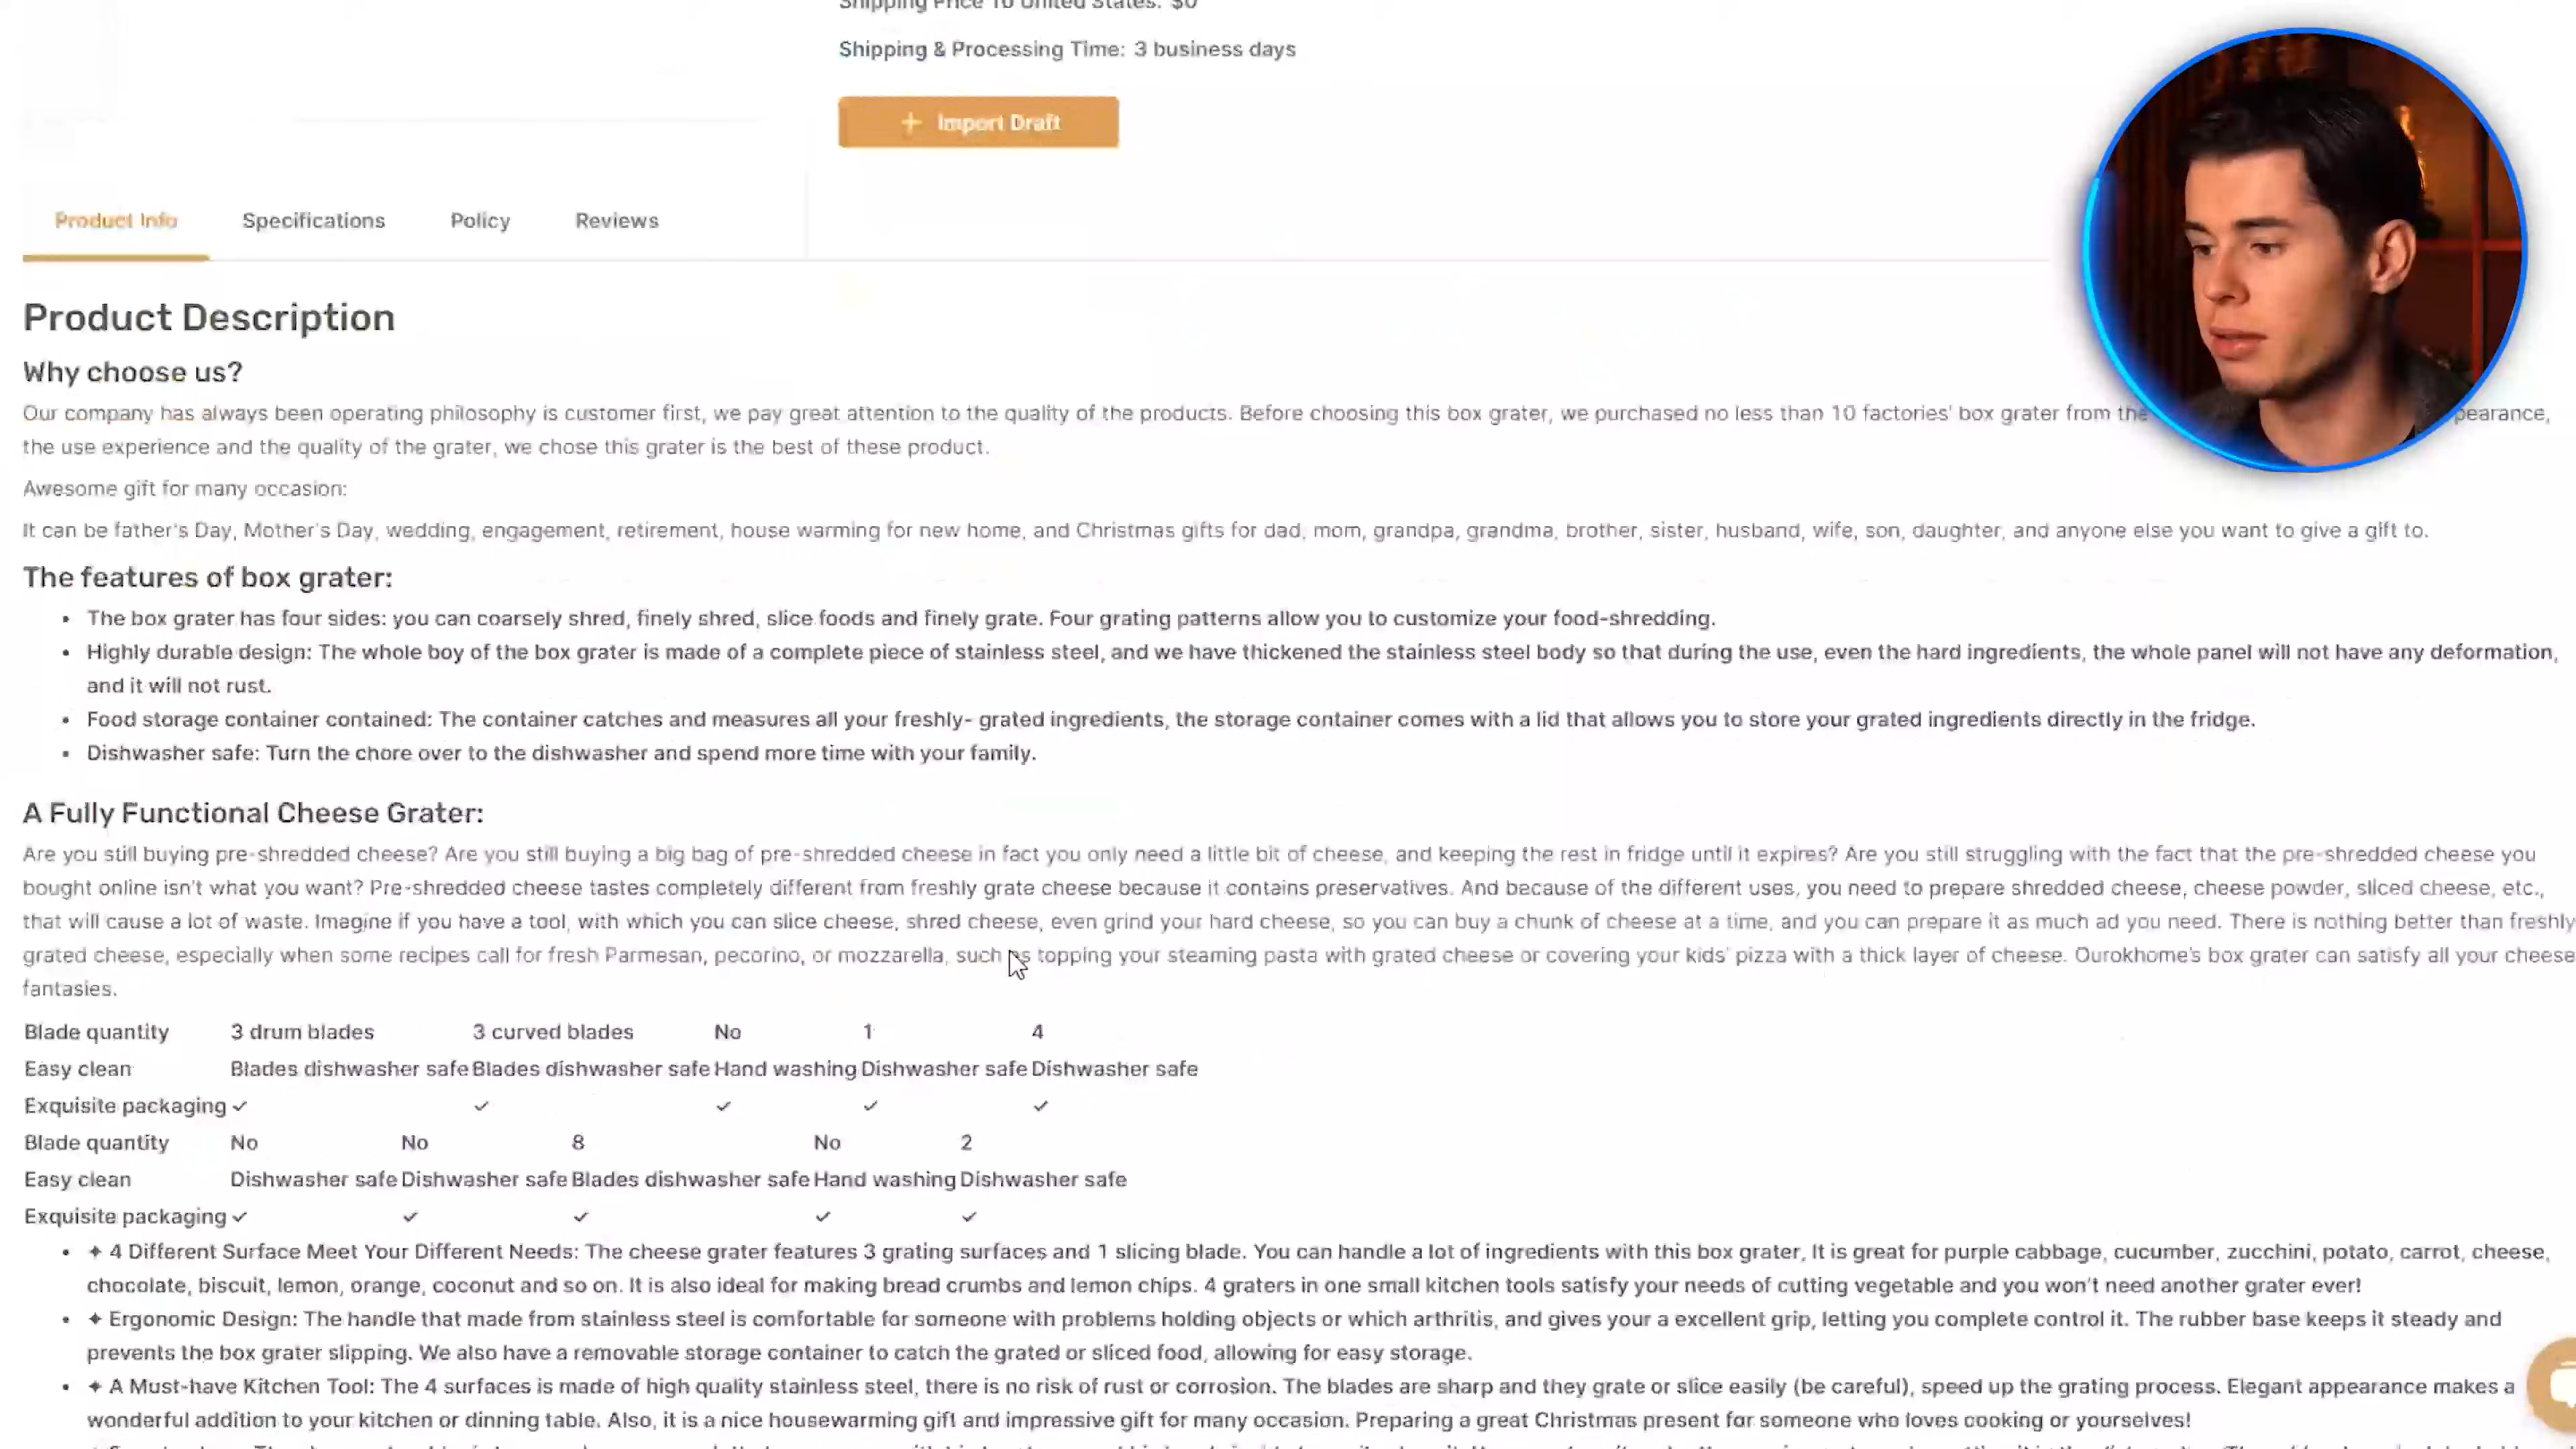 Shipping Price To United States: $0
Shipping & Processing Time: 3 business days
+ Import Draft
Product Info Specifications Policy Reviews
Product Description
Why choose us?
Our company has always been operating philosophy is customer first, we pay great attention to the quality of the products. Before choosing this box grater, we purchased no less than 10 factories' box grater from the
the use experience and the quality of the grater, we chose this grater is the best of these product.
Awesome gift for many occasion:
It can be father's Day, Mother's Day, wedding, engagement, retirement, house warming for new home, and Christmas gifts for dad, mom, grandpa, grandma, brother, sister, husband, wife, son, daughter, and anyone else you want to give a gift to.
The features of box grater:
• The box grater has four sides: you can coarsely shred, finely shred, slice foods and finely grate. Four grating patterns allow you to customize your food-shredding.
• Highly durable design: The whole boy of the box grater is made of a complete piece of stainless steel, and we have thickened the stainless steel body so that during the use, even the hard ingredients, the whole panel will not have any deformation,
and it will not rust.
• Food storage container contained: The container catches and measures all your freshly- grated ingredients, the storage container comes with a lid that allows you to store your grated ingredients directly in the fridge.
• Dishwasher safe: Turn the chore over to the dishwasher and spend more time with your family.
A Fully Functional Cheese Grater:
Are you still buying pre-shredded cheese? Are you still buying a big bag of pre-shredded cheese in fact you only need a little bit of cheese, and keeping the rest in fridge until it expires? Are you still struggling with the fact that the pre-shredded cheese you
bought online isn't what you want? Pre-shredded cheese tastes completely different from freshly grate cheese because it contains preservatives. And because of the different uses, you need to prepare shredded cheese, cheese powder, sliced cheese, etc.,
that will cause a lot of waste. Imagine if you have a tool, with which you can slice cheese, shred cheese, even grind your hard cheese, so you can buy a chunk of cheese at a time, and you can prepare it as much ad you need. There is nothing better than freshly
grated cheese, especially when some recipes call for fresh Parmesan, pecorino, or mozzarella, such as topping your steaming pasta with grated cheese or covering your kids' pizza with a thick layer of cheese. Ourokhome's box grater can satisfy all your cheese
fantasies.
Blade quantity 3 drum blades 3 curved blades No 1 4
Easy clean Blades dishwasher safe Blades dishwasher safe Hand washing Dishwasher safe Dishwasher safe
Exquisite packaging ✓ ✓ ✓ ✓ ✓
Blade quantity No No 8 No 2
Easy clean Dishwasher safe Dishwasher safe Blades dishwasher safe Hand washing Dishwasher safe
Exquisite packaging ✓ ✓ ✓ ✓ ✓
• ✦ 4 Different Surface Meet Your Different Needs: The cheese grater features 3 grating surfaces and 1 slicing blade. You can handle a lot of ingredients with this box grater, It is great for purple cabbage, cucumber, zucchini, potato, carrot, cheese,
chocolate, biscuit, lemon, orange, coconut and so on. It is also ideal for making bread crumbs and lemon chips. 4 graters in one small kitchen tools satisfy your needs of cutting vegetable and you won't need another grater ever!
• ✦ Ergonomic Design: The handle that made from stainless steel is comfortable for someone with problems holding objects or which arthritis, and gives your a excellent grip, letting you complete control it. The rubber base keeps it steady and
prevents the box grater slipping. We also have a removable storage container to catch the grated or sliced food, allowing for easy storage.
• ✦ A Must-have Kitchen Tool: The 4 surfaces is made of high quality stainless steel, there is no risk of rust or corrosion. The blades are sharp and they grate or slice easily (be careful), speed up the grating process. Elegant appearance makes a
wonderful addition to your kitchen or dinning table. Also, it is a nice housewarming gift and impressive gift for many occasion. Preparing a great Christmas present for someone who loves cooking or yourselves!